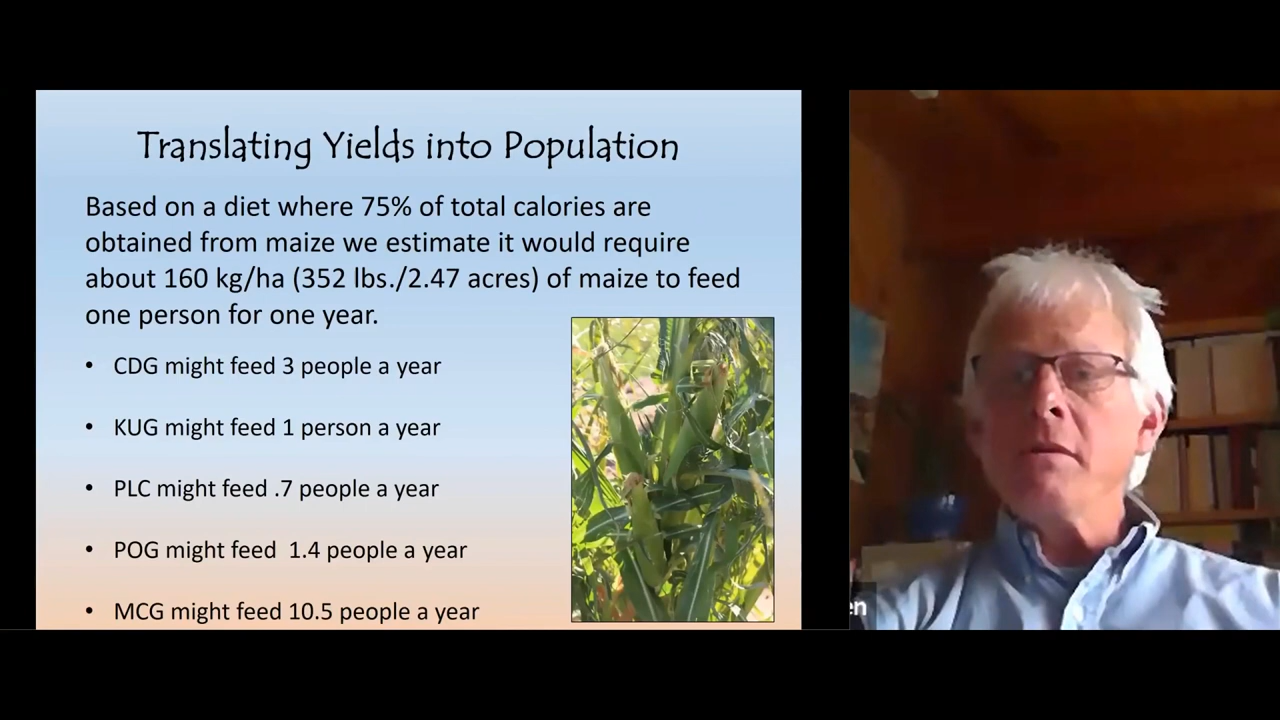 Translating Yields into Population
Based on a diet where 75% of total calories are
obtained from maize we estimate it would require
about 160 kg/ha (352 lbs./2.47 acres) of maize to feed
one person for one year.
• CDG might feed 3 people a year
• KUG might feed 1 person a year
• PLC might feed .7 people a year
• POG might feed  1.4 people a year
• MCG might feed 10.5 people a year
en